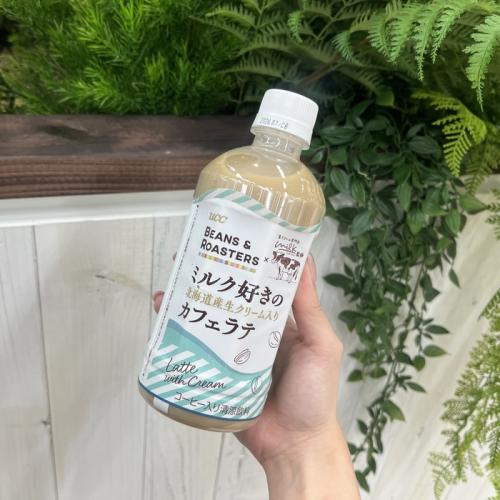 ucc
BEANS &
ROASTERS
×
milk
ミルク好きの
北海道産生クリーム入り
カフェラテ
Latte
with Cream
コーヒー入り清涼飲料